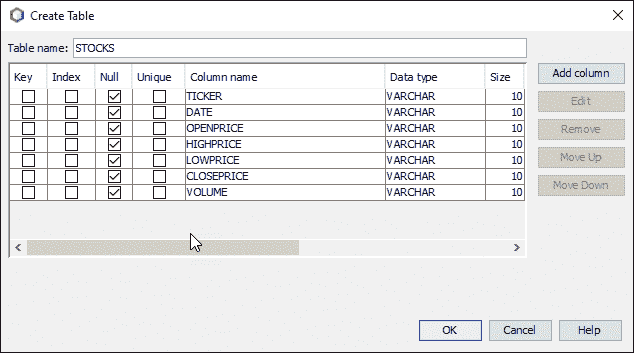 Create Table
Table name: STOCKS
Key Index Null Unique Column name Data type Size
TICKER VARCHAR 10
DATE VARCHAR 10
OPENPRICE VARCHAR 10
HIGHPRICE VARCHAR 10
LOWPRICE VARCHAR 10
CLOSEPRICE VARCHAR 10
VOLUME VARCHAR 10
Add column
Edit
Remove
Move Up
Move Down
OK Cancel Help